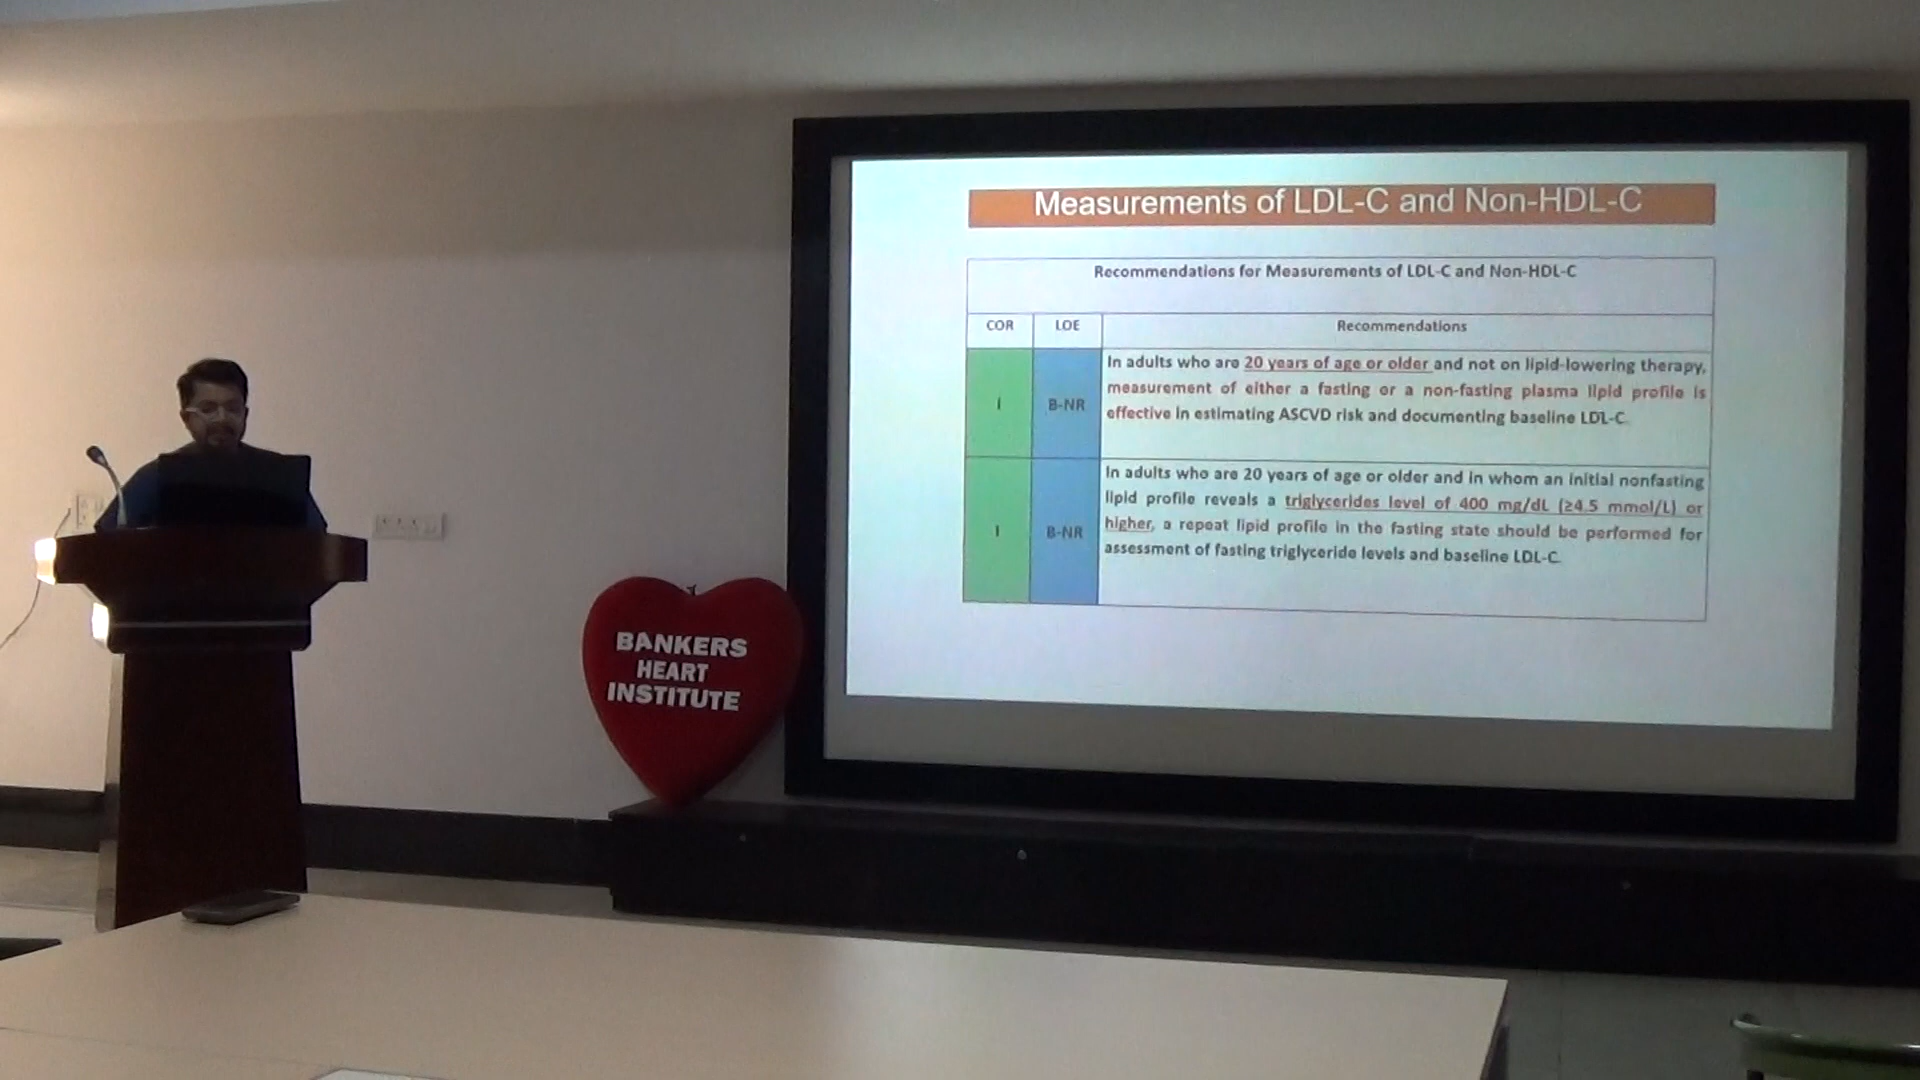 Measurements of LDL-C and Non-HDL-C
Recommendations for Measurements of LDL-C and Non-HDL-C
COR LOE Recommendations
I B-NR
In adults who are 20 years of age or older and not on lipid-lowering therapy,
measurement of either a fasting or a non-fasting plasma lipid profile is
effective in estimating ASCVD risk and documenting baseline LDL-C.
I B-NR
In adults who are 20 years of age or older and in whom an initial nonfasting
lipid profile reveals a triglycerides level of 400 mg/dL (≥4.5 mmol/L) or
higher, a repeat lipid profile in the fasting state should be performed for
assessment of fasting triglyceride levels and baseline LDL-C.
BANKERS
HEART
INSTITUTE